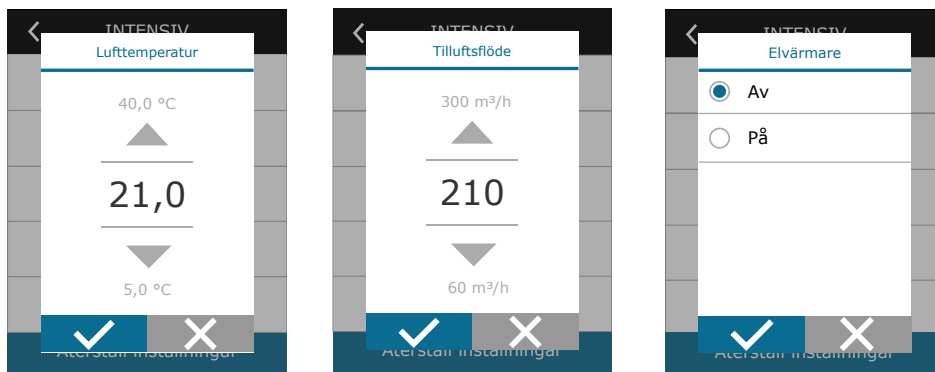 INTENSIV
Lufttemperatur
40,0 °C
21,0
5,0 °C
Återställ inställningar
INTENSIV
Tilluftsflöde
300 m³/h
210
60 m³/h
Återställ inställningar
INTENSIV
Elvärmare
Av
På
Återställ inställningar